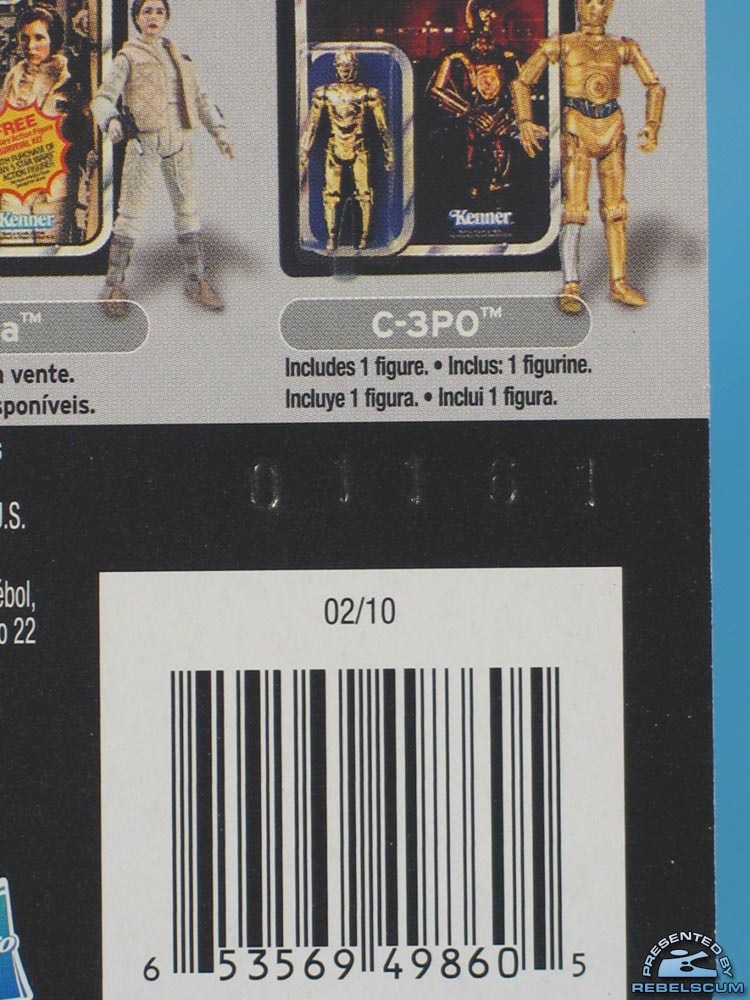 FREE
Kenner
Kenner
a™
C-3PO™
vente.
Includes 1 figure. • Inclus: 1 figurine.
poníveis.
Incluye 1 figura. • Inclui 1 figura.
01161
U.S.
ébol,
o 22
02/10
6 53569 49860 5
PRESENTED BY
REBELSCUM